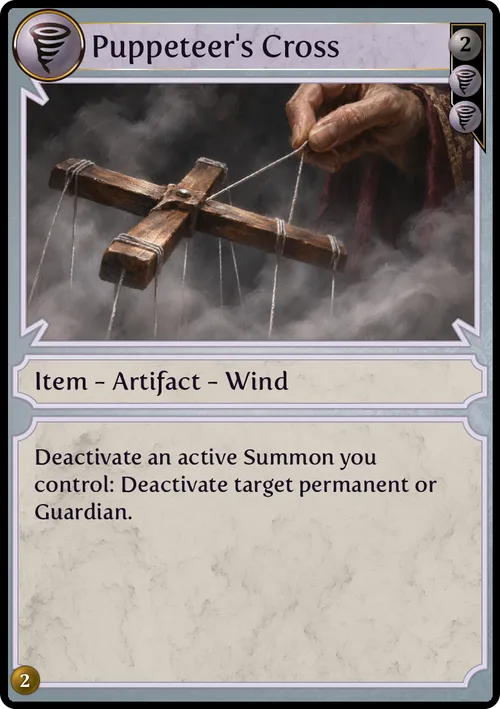 Puppeteer's Cross
2
Item - Artifact - Wind
Deactivate an active Summon you
control: Deactivate target permanent or
Guardian.
2